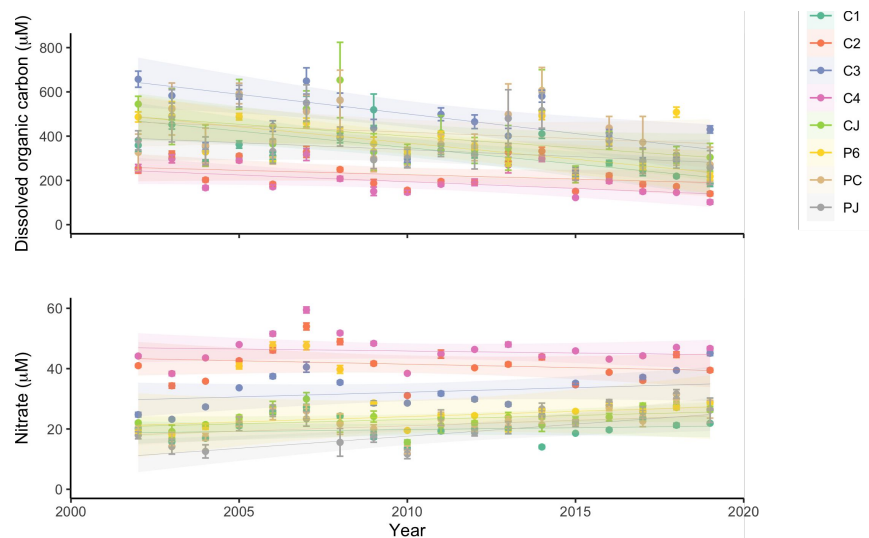 Dissolved organic carbon (μM)
800
600
400
200
0
C1
C2
C3
C4
CJ
P6
PC
PJ
Nitrate (μM)
60
40
20
0
2000
2005
2010
2015
2020
Year